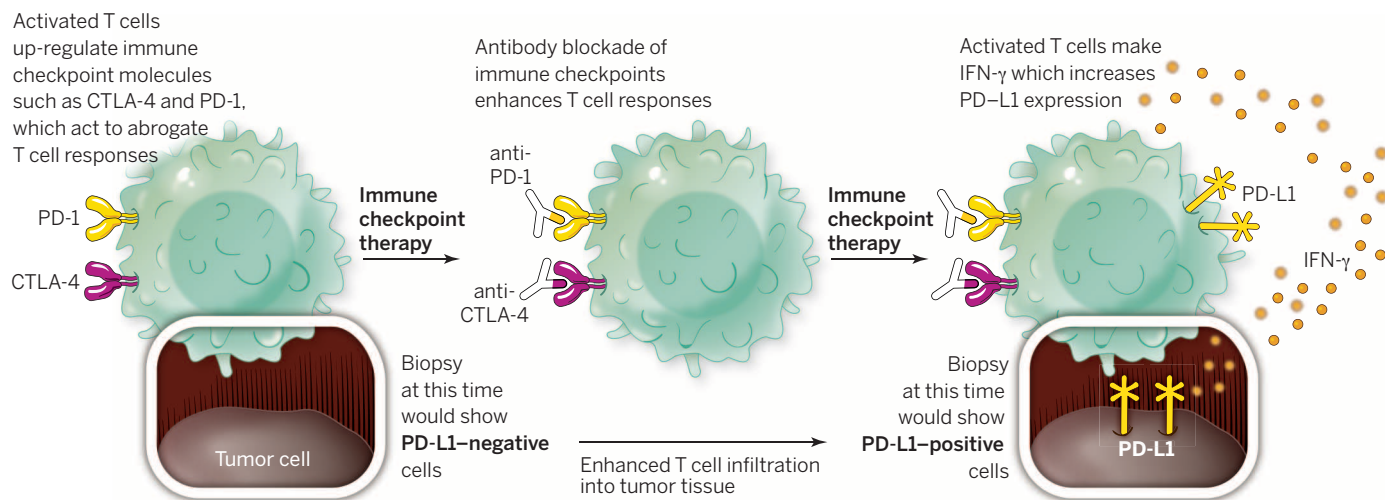 Activated T cells
up-regulate immune
checkpoint molecules
such as CTLA-4 and PD-1,
which act to abrogate
T cell responses
PD-1
CTLA-4
Tumor cell
Immune
checkpoint
therapy
Biopsy
at this time
would show
PD-L1–negative
cells
Antibody blockade of
immune checkpoints
enhances T cell responses
anti-
PD-1
anti-
CTLA-4
Enhanced T cell infiltration
into tumor tissue
Immune
checkpoint
therapy
Activated T cells make
IFN-γ which increases
PD–L1 expression
PD-L1
IFN-γ
Biopsy
at this time
would show
PD-L1–positive
cells
PD-L1